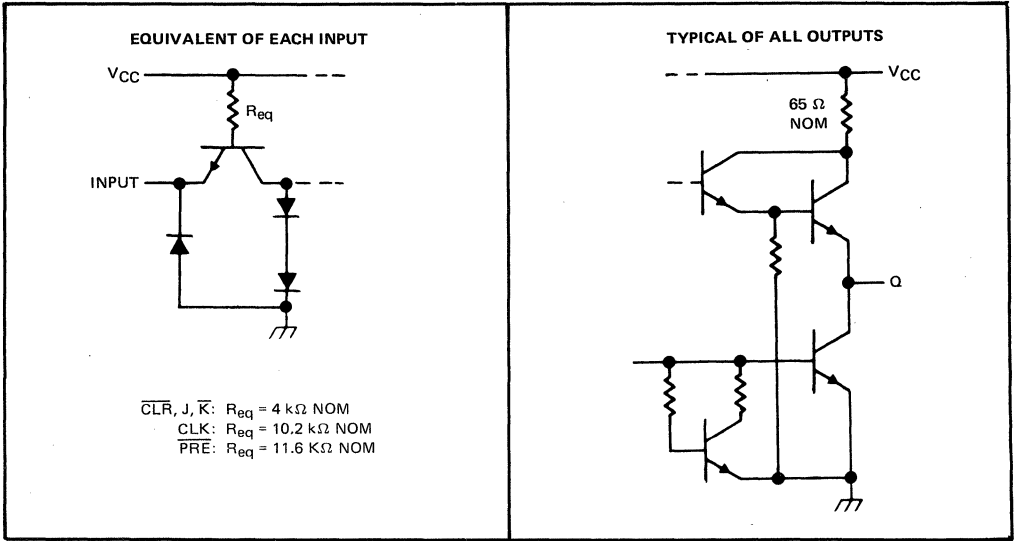 EQUIVALENT OF EACH INPUT
VCC
Req
INPUT
CLR, J, K: Req = 4 kΩ NOM
CLK: Req = 10.2 kΩ NOM
PRE: Req = 11.6 KΩ NOM
TYPICAL OF ALL OUTPUTS
VCC
65 Ω
NOM
Q